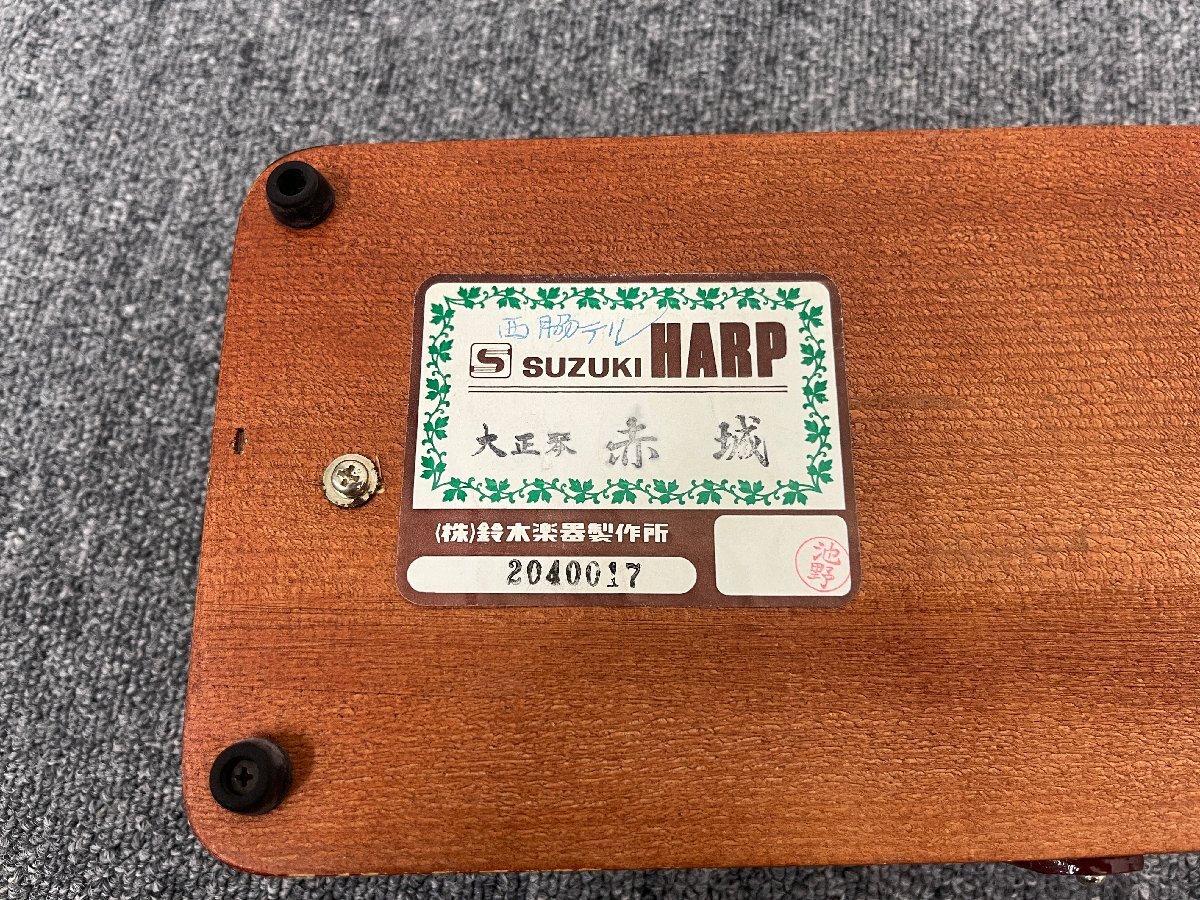 西脇テル
S SUZUKI HARP
大正琴 赤城
(株)鈴木楽器製作所
2040017
池野